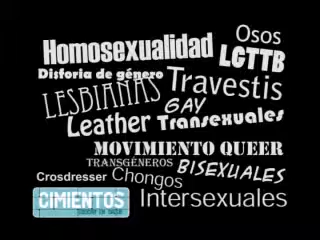 Osos
Homosexualidad
LGTTB
Disforia de género
Travestis
LESBIANAS
GAY
Leather
Transexuales
MOVIMIENTO QUEER
TRANSGÉNEROS
BISEXUALES
Crosdresser
Chongos
CIMIENTOS
Intersexuales